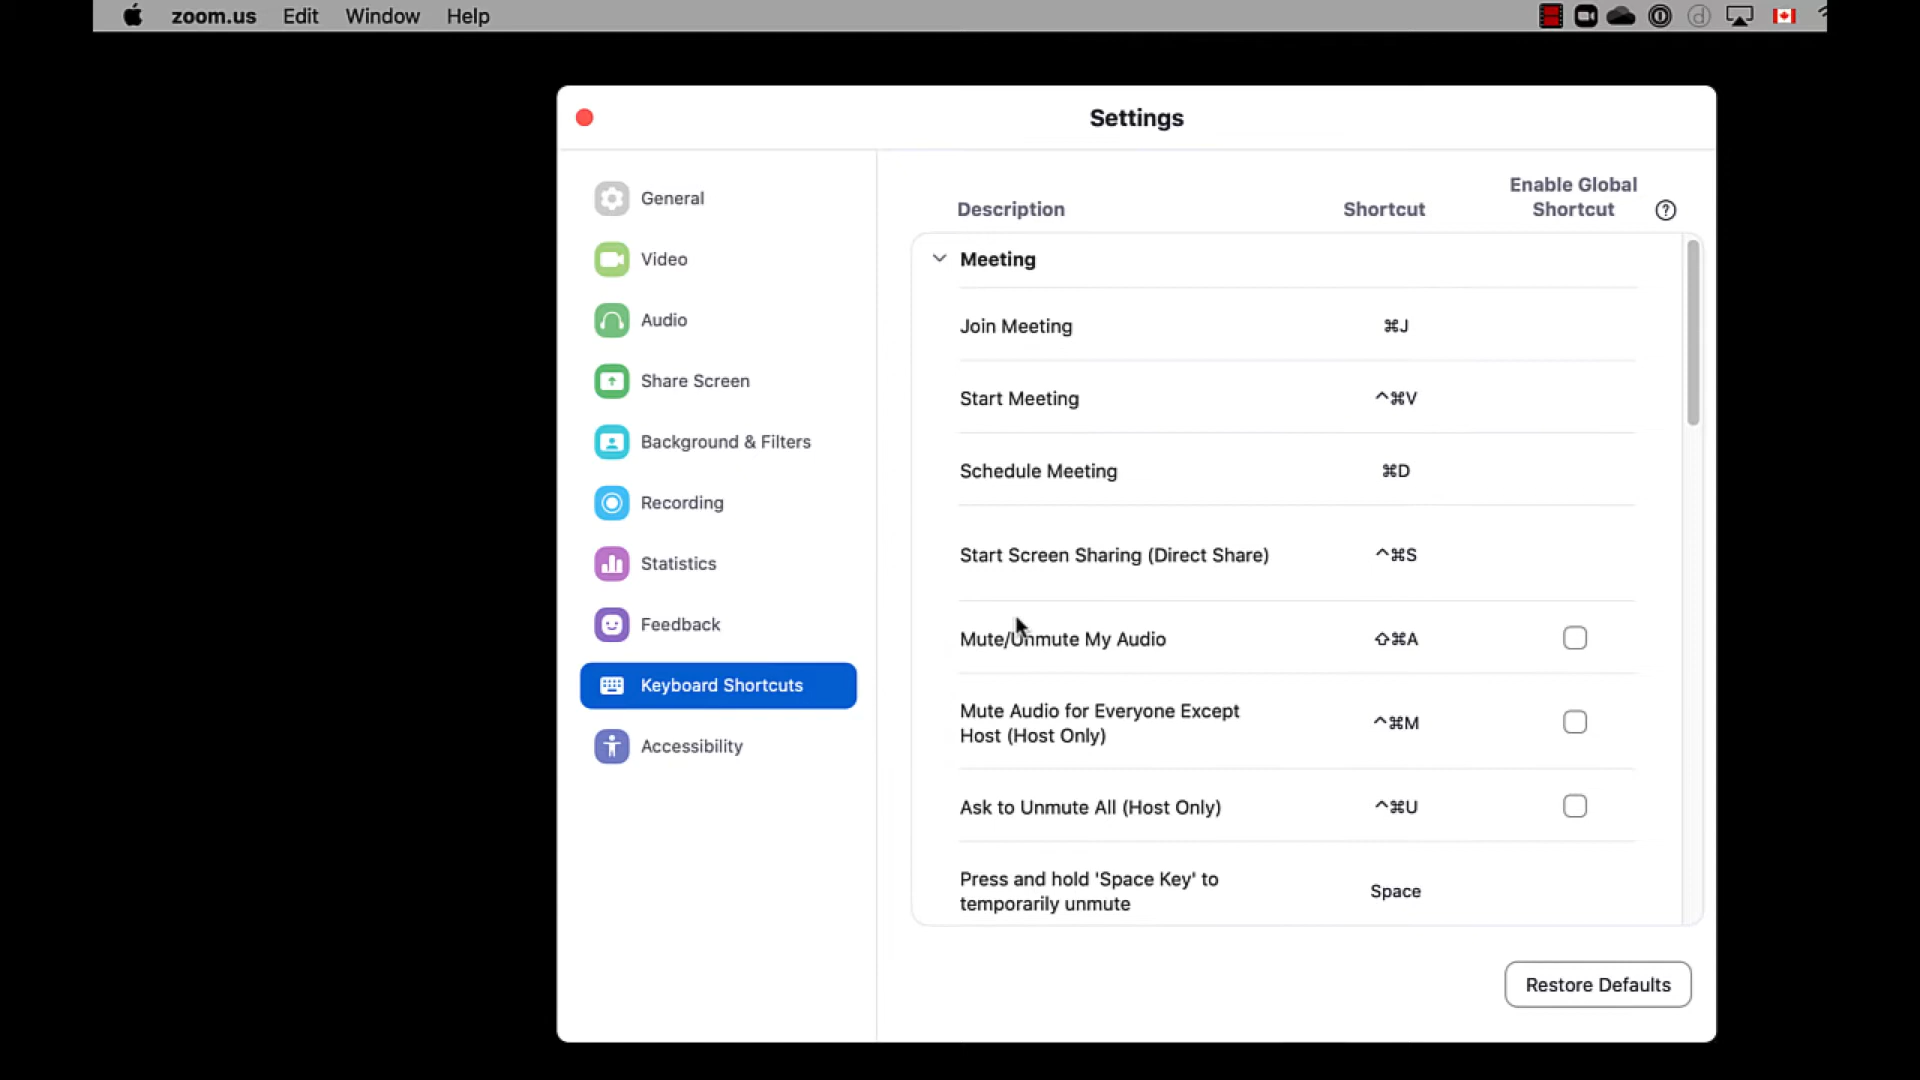 zoom.us Edit Window Help
Settings
General
Video
Audio
Share Screen
Background & Filters
Recording
Statistics
Feedback
Keyboard Shortcuts
Accessibility
Description Shortcut Enable Global
Shortcut
Meeting
Join Meeting ⌘J
Start Meeting ^⌘V
Schedule Meeting ⌘D
Start Screen Sharing (Direct Share) ^⌘S
Mute/Unmute My Audio ⇧⌘A
Mute Audio for Everyone Except
Host (Host Only) ^⌘M
Ask to Unmute All (Host Only) ^⌘U
Press and hold 'Space Key' to
temporarily unmute Space
Restore Defaults